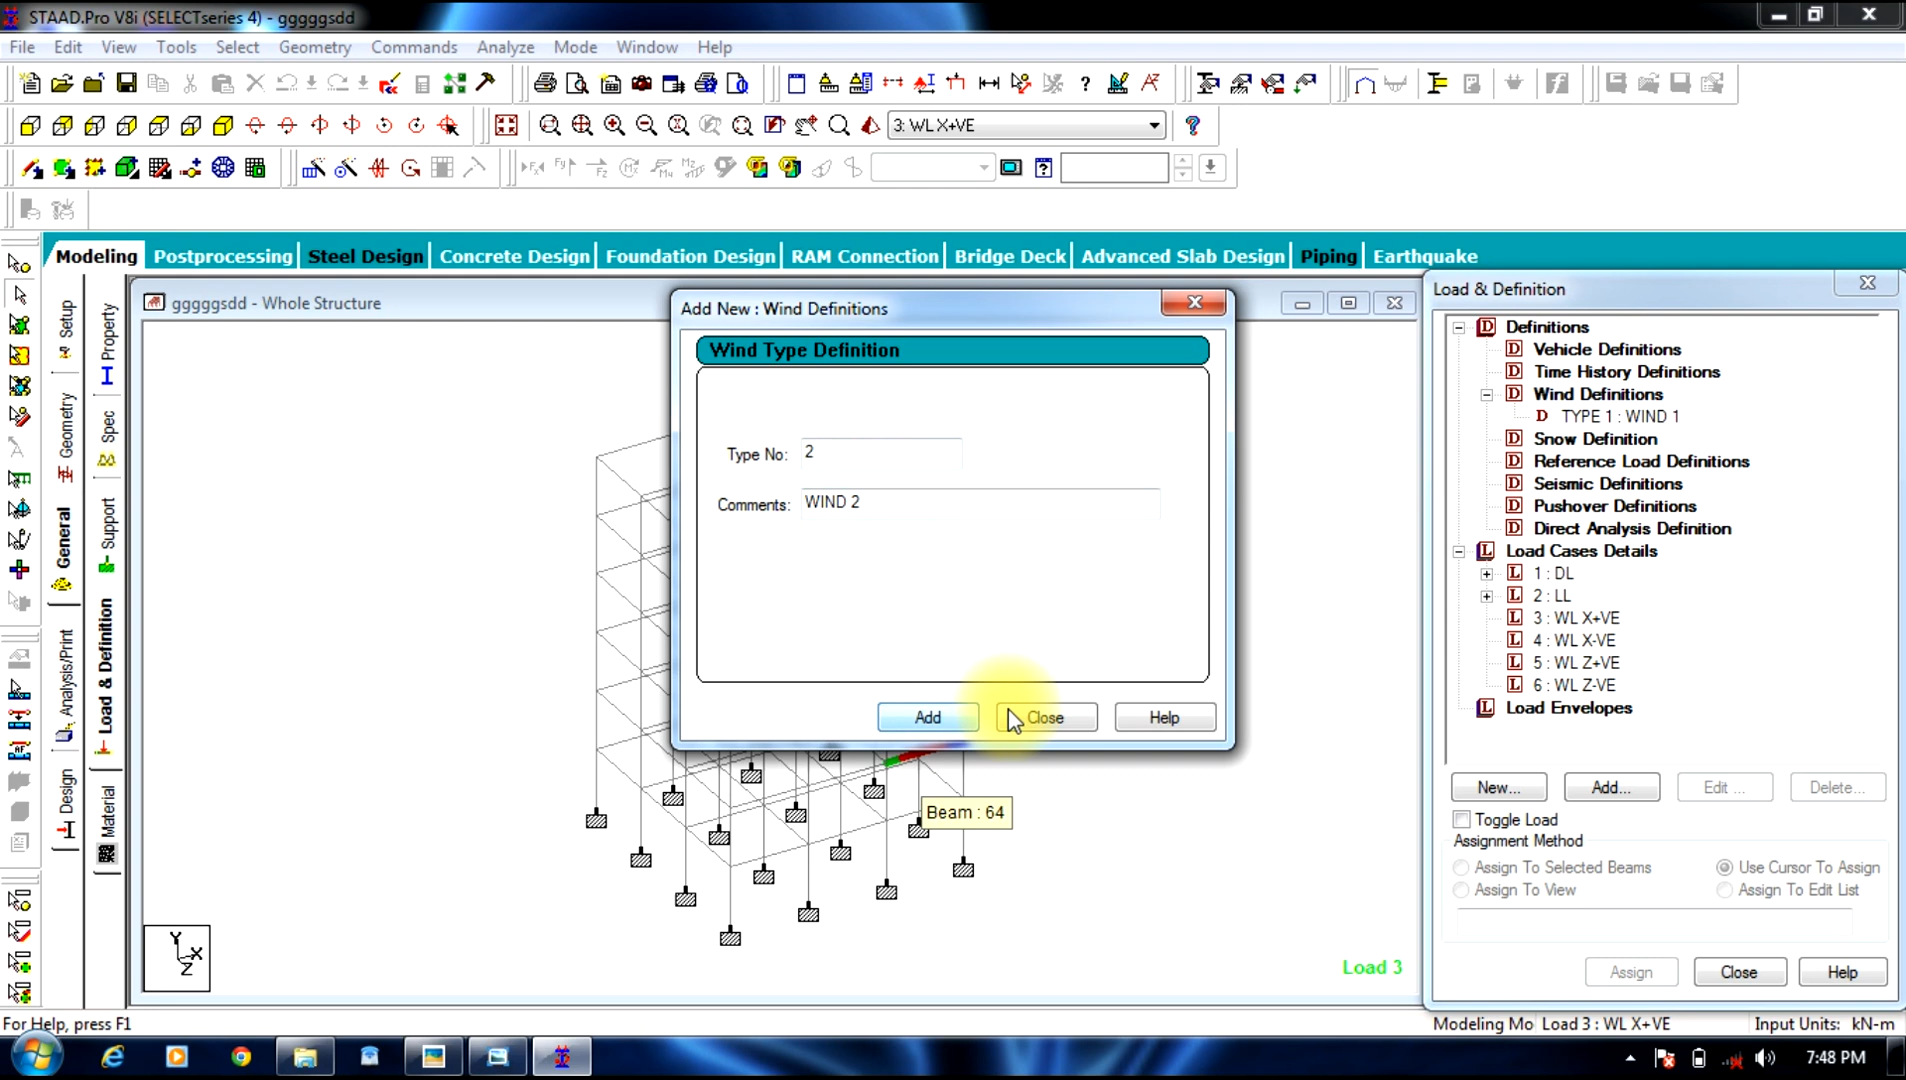 STAAD.Pro V8i (SELECTseries 4) - gggggsdd
File Edit View Tools Select Geometry Commands Analyze Mode Window Help
3: WL X+VE
Modeling Postprocessing Steel Design Concrete Design Foundation Design RAM Connection Bridge Deck Advanced Slab Design Piping Earthquake
Setup
Geometry
General
Analysis/Print
Design
Property
Spec
Support
Load & Definition
Material
gggggsdd - Whole Structure
Beam : 64
Y
X
Z
Load 3
Add New : Wind Definitions
Wind Type Definition
Type No: 2
Comments: WIND 2
Add Close Help
Load & Definition
Definitions
Vehicle Definitions
Time History Definitions
Wind Definitions
TYPE 1 : WIND 1
Snow Definition
Reference Load Definitions
Seismic Definitions
Pushover Definitions
Direct Analysis Definition
Load Cases Details
1 : DL
2 : LL
3 : WL X+VE
4 : WL X-VE
5 : WL Z+VE
6 : WL Z-VE
Load Envelopes
New... Add... Edit ... Delete...
Toggle Load
Assignment Method
Assign To Selected Beams Use Cursor To Assign
Assign To View Assign To Edit List
Assign Close Help
For Help, press F1
Modeling Mo Load 3 : WL X+VE Input Units: kN-m
7:48 PM